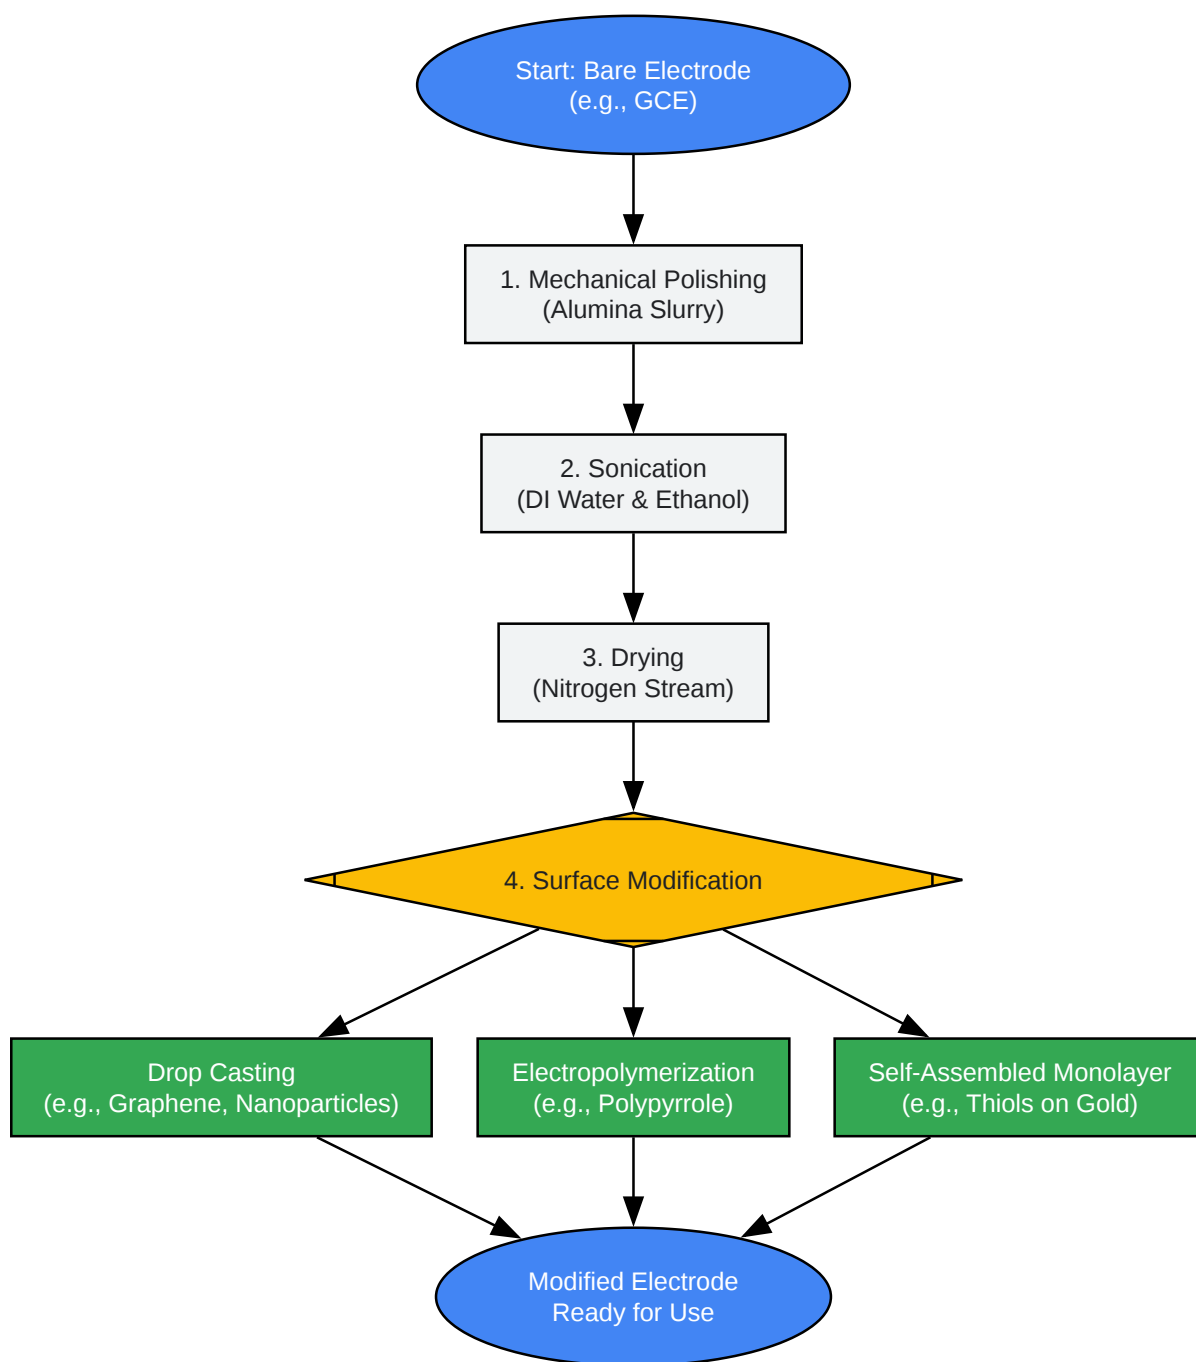 Start: Bare Electrode
(e.g., GCE)
1. Mechanical Polishing
(Alumina Slurry)
2. Sonication
(DI Water & Ethanol)
3. Drying
(Nitrogen Stream)
4. Surface Modification
Drop Casting
(e.g., Graphene, Nanoparticles)
Electropolymerization
(e.g., Polypyrrole)
Self-Assembled Monolayer
(e.g., Thiols on Gold)
Modified Electrode
Ready for Use